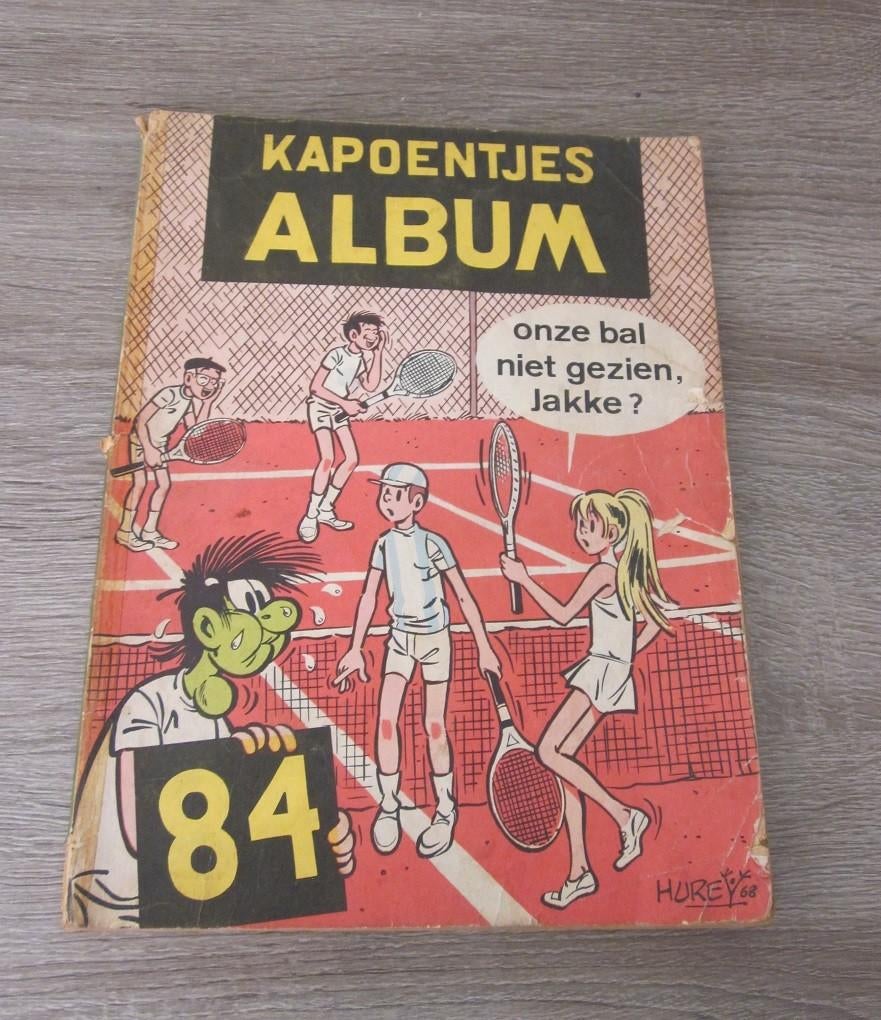 KAPOENTJES
ALBUM
onze bal
niet gezien,
Jakke?
84
HUREY 68